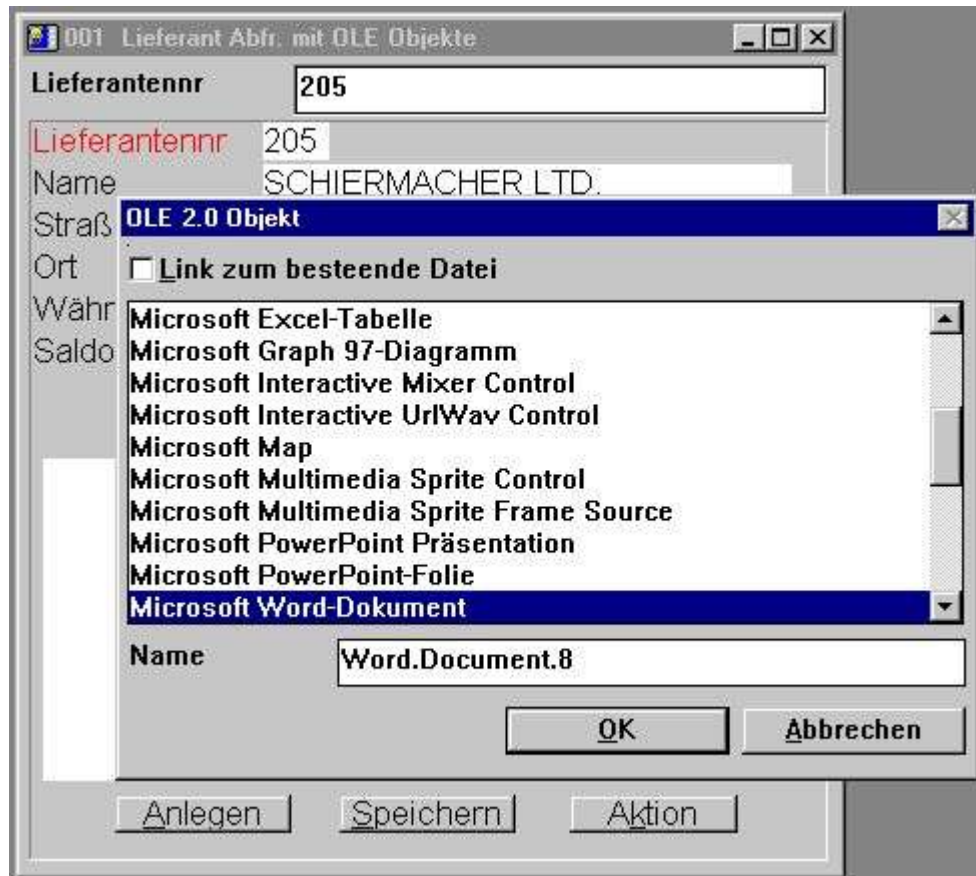 001 Lieferant Abfr. mit OLE Objekte
Lieferantennr 205
Lieferantennr 205
Name SCHIERMACHER LTD.
Straß
Ort
Währ
Saldo
OLE 2.0 Objekt
Link zum besteende Datei
Microsoft Excel-Tabelle
Microsoft Graph 97-Diagramm
Microsoft Interactive Mixer Control
Microsoft Interactive UrlWav Control
Microsoft Map
Microsoft Multimedia Sprite Control
Microsoft Multimedia Sprite Frame Source
Microsoft PowerPoint Präsentation
Microsoft PowerPoint-Folie
Microsoft Word-Dokument
Name Word.Document.8
OK Abbrechen
Anlegen Speichern Aktion